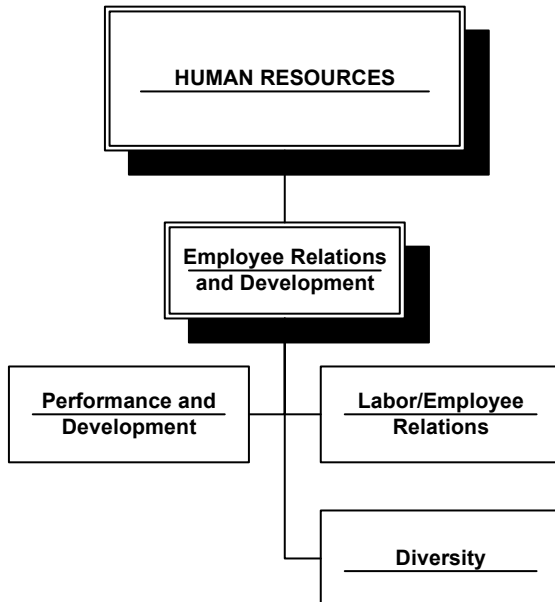 HUMAN RESOURCES
Employee Relations
and Development
Performance and
Development
Labor/Employee
Relations
Diversity